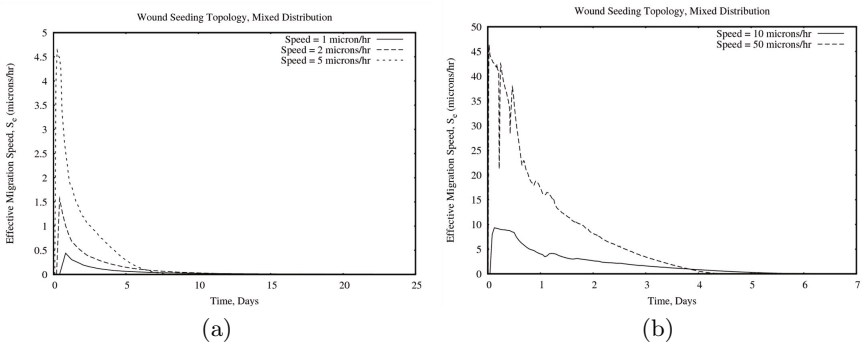 Wound Seeding Topology, Mixed Distribution
Speed = 1 micron/hr
Speed = 2 microns/hr
Speed = 5 microns/hr
Effective Migration Speed, S_e (microns/hr)
5
4.5
4
3.5
3
2.5
2
1.5
1
0.5
0
0 5 10 15 20 25
Time, Days
(a)
Wound Seeding Topology, Mixed Distribution
Speed = 10 microns/hr
Speed = 50 microns/hr
Effective Migration Speed, S_e (microns/hr)
50
45
40
35
30
25
20
15
10
5
0
0 1 2 3 4 5 6 7
Time, Days
(b)